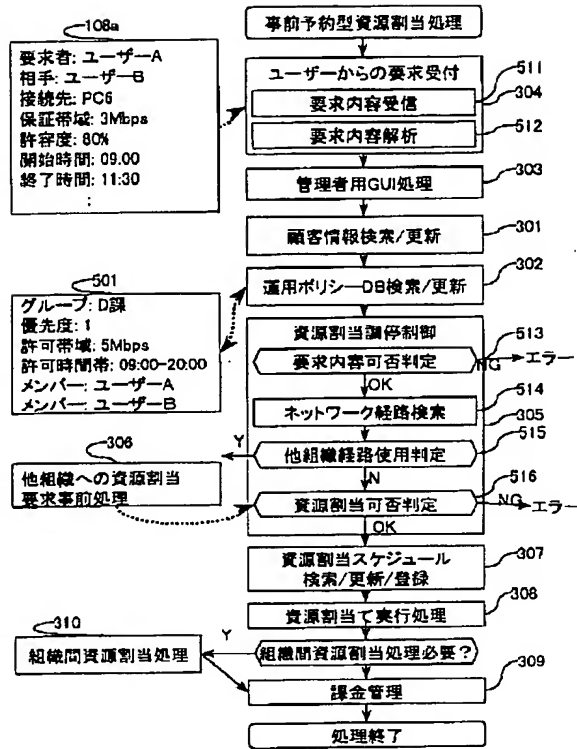 108a
要求者: ユーザーA
相手: ユーザーB
接続先: PC6
保証帯域: 3Mbps
許容度: 80%
開始時間: 09.00
終了時間: 11:30
事前予約型資源割当処理
ユーザーからの要求受付
511
要求内容受信
304
要求内容解析
512
管理者用GUI処理
303
顧客情報検索/更新
301
運用ポリシーDB検索/更新
302
501
グループ: D課
優先度: 1
許可帯域: 5Mbps
許可時間帯: 09:00-20:00
メンバー: ユーザーA
メンバー: ユーザーB
資源割当調停制御
513
要求内容可否判定
NG
エラー
OK
514
ネットワーク経路検索
305
Y
他組織経路使用判定
515
306
他組織への資源割当
要求事前処理
N
516
資源割当可否判定
NG
エラー
OK
資源割当スケジュール
検索/更新/登録
307
資源割当て実行処理
308
310
組織間資源割当処理
Y
組織間資源割当処理必要?
課金管理
309
処理終了